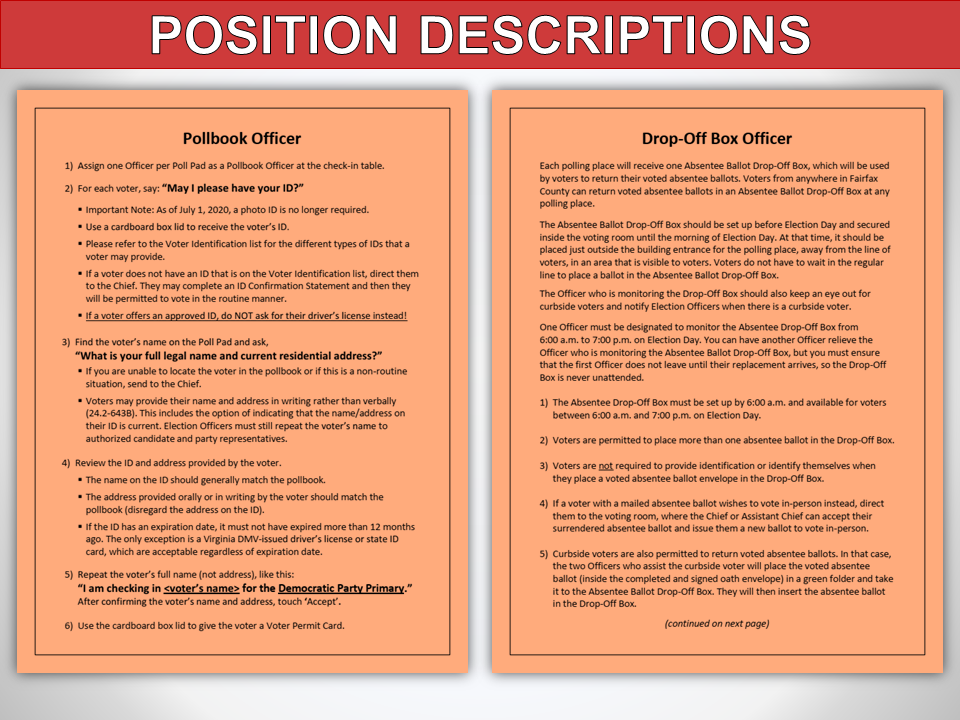 POSITION DESCRIPTIONS
Pollbook Officer
1) Assign one Officer per Poll Pad as a Pollbook Officer at the check-in table.
2) For each voter, say: “May I please have your ID?”
▪ Important Note: As of July 1, 2020, a photo ID is no longer required.
▪ Use a cardboard box lid to receive the voter’s ID.
▪ Please refer to the Voter Identification list for the different types of IDs that a
voter may provide.
▪ If a voter does not have an ID that is on the Voter Identification list, direct them
to the Chief. They may complete an ID Confirmation Statement and then they
will be permitted to vote in the routine manner.
▪ If a voter offers an approved ID, do NOT ask for their driver’s license instead!
3) Find the voter’s name on the Poll Pad and ask,
“What is your full legal name and current residential address?”
▪ If you are unable to locate the voter in the pollbook or if this is a non-routine
situation, send to the Chief.
▪ Voters may provide their name and address in writing rather than verbally
(24.2-643B). This includes the option of indicating that the name/address on
their ID is current. Election Officers must still repeat the voter’s name to
authorized candidate and party representatives.
4) Review the ID and address provided by the voter.
▪ The name on the ID should generally match the pollbook.
▪ The address provided orally or in writing by the voter should match the
pollbook (disregard the address on the ID).
▪ If the ID has an expiration date, it must not have expired more than 12 months
ago. The only exception is a Virginia DMV-issued driver’s license or state ID
card, which are acceptable regardless of expiration date.
5) Repeat the voter’s full name (not address), like this:
“I am checking in <voter’s name> for the Democratic Party Primary.”
After confirming the voter’s name and address, touch ‘Accept’.
6) Use the cardboard box lid to give the voter a Voter Permit Card.
Drop-Off Box Officer
Each polling place will receive one Absentee Ballot Drop-Off Box, which will be used
by voters to return their voted absentee ballots. Voters from anywhere in Fairfax
County can return voted absentee ballots in an Absentee Ballot Drop-Off Box at any
polling place.
The Absentee Ballot Drop-Off Box should be set up before Election Day and secured
inside the voting room until the morning of Election Day. At that time, it should be
placed just outside the building entrance for the polling place, away from the line of
voters, in an area that is visible to voters. Voters do not have to wait in the regular
line to place a ballot in the Absentee Ballot Drop-Off Box.
The Officer who is monitoring the Drop-Off Box should also keep an eye out for
curbside voters and notify Election Officers when there is a curbside voter.
One Officer must be designated to monitor the Absentee Drop-Off Box from
6:00 a.m. to 7:00 p.m. on Election Day. You can have another Officer relieve the
Officer who is monitoring the Absentee Ballot Drop-Off Box, but you must ensure
that the first Officer does not leave until their replacement arrives, so the Drop-Off
Box is never unattended.
1) The Absentee Ballot Drop-Off Box must be set up by 6:00 a.m. and available for voters
between 6:00 a.m. and 7:00 p.m. on Election Day.
2) Voters are permitted to place more than one absentee ballot in the Drop-Off Box.
3) Voters are not required to provide identification or identify themselves when
they place a voted absentee ballot envelope in the Drop-Off Box.
4) If a voter with a mailed absentee ballot wishes to vote in-person instead, direct
them to the voting room, where the Chief or Assistant Chief can accept their
surrendered absentee ballot and issue them a new ballot to vote in-person.
5) Curbside voters are also permitted to return voted absentee ballots. In that case,
the two Officers who assist the curbside voter will place the voted absentee
ballot (inside the completed and signed oath envelope) in a green folder and take
it to the Absentee Ballot Drop-Off Box. They will then insert the absentee ballot
in the Drop-Off Box.
(continued on next page)